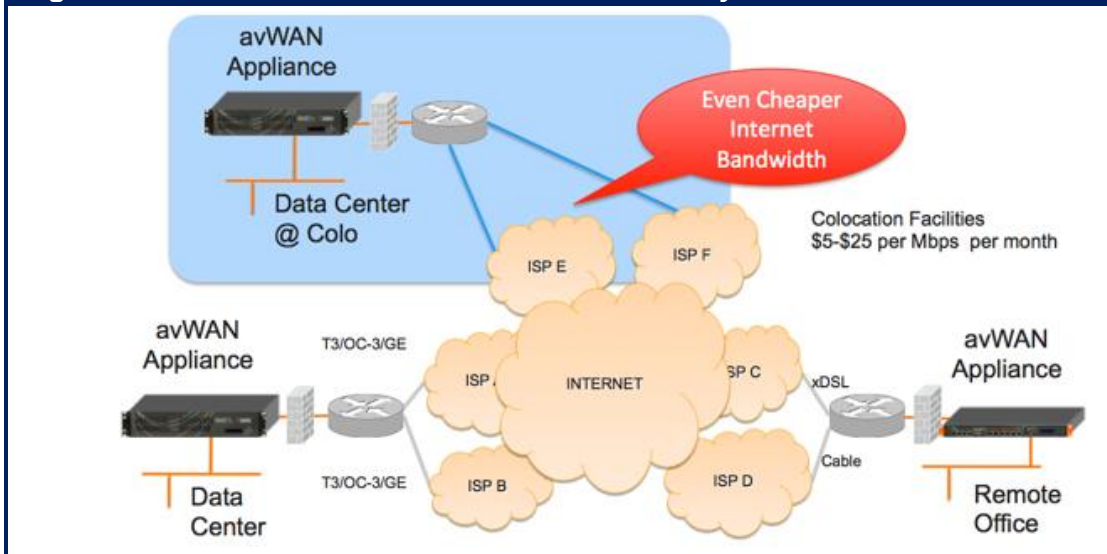 avWAN
Appliance
Even Cheaper
Internet
Bandwidth
Data Center
@ Colo
Colocation Facilities
$5-$25 per Mbps per month
ISP E
ISP F
avWAN
Appliance
T3/OC-3/GE
ISP
INTERNET
SP C
xDSL
avWAN
Appliance
T3/OC-3/GE
ISP B
ISP D
Cable
Data
Center
Remote
Office